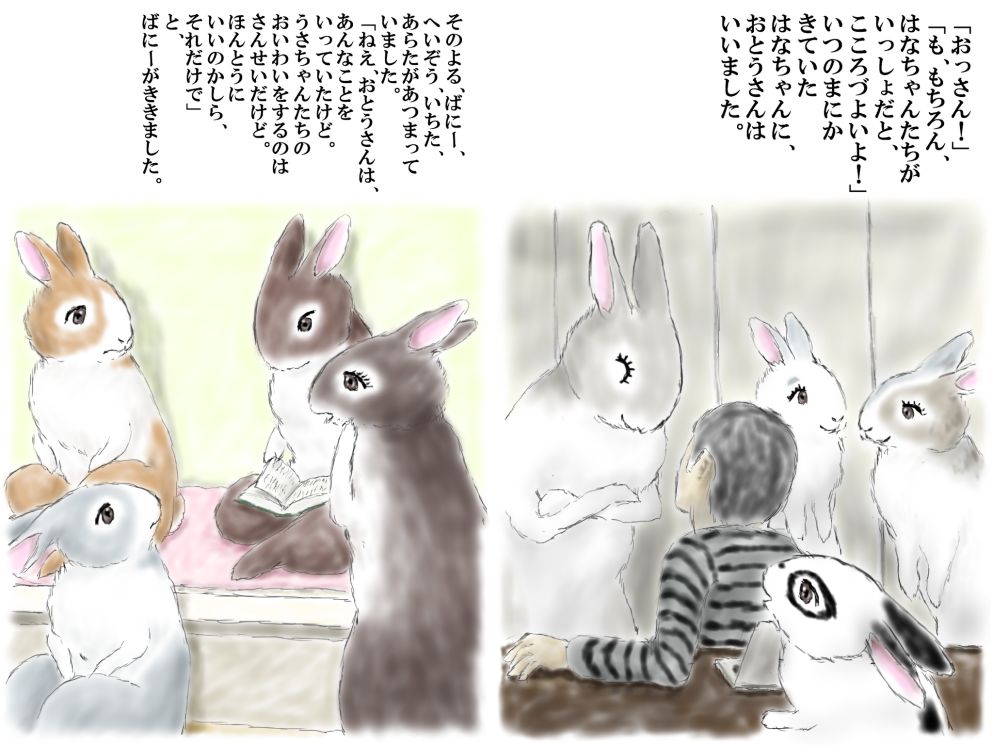 「おっさん！」
「も、もちろん、
はなちゃんたちが
いっしょだと、
こころづよいよ！」
いつのまにか
きていた
はなちゃんに、
おとうさんは
いいました。
そのよる、ばにー、
へいぞう、いちた、
あらたがあつまって
いました。
「ねえ、おとうさんは、
あんなことを
いっていたけど。
うさちゃんたちの
おいわいをするのは
さんせいだけど。
ほんとうに
いいのかしら、
それだけで」
と、
ばにーがききました。